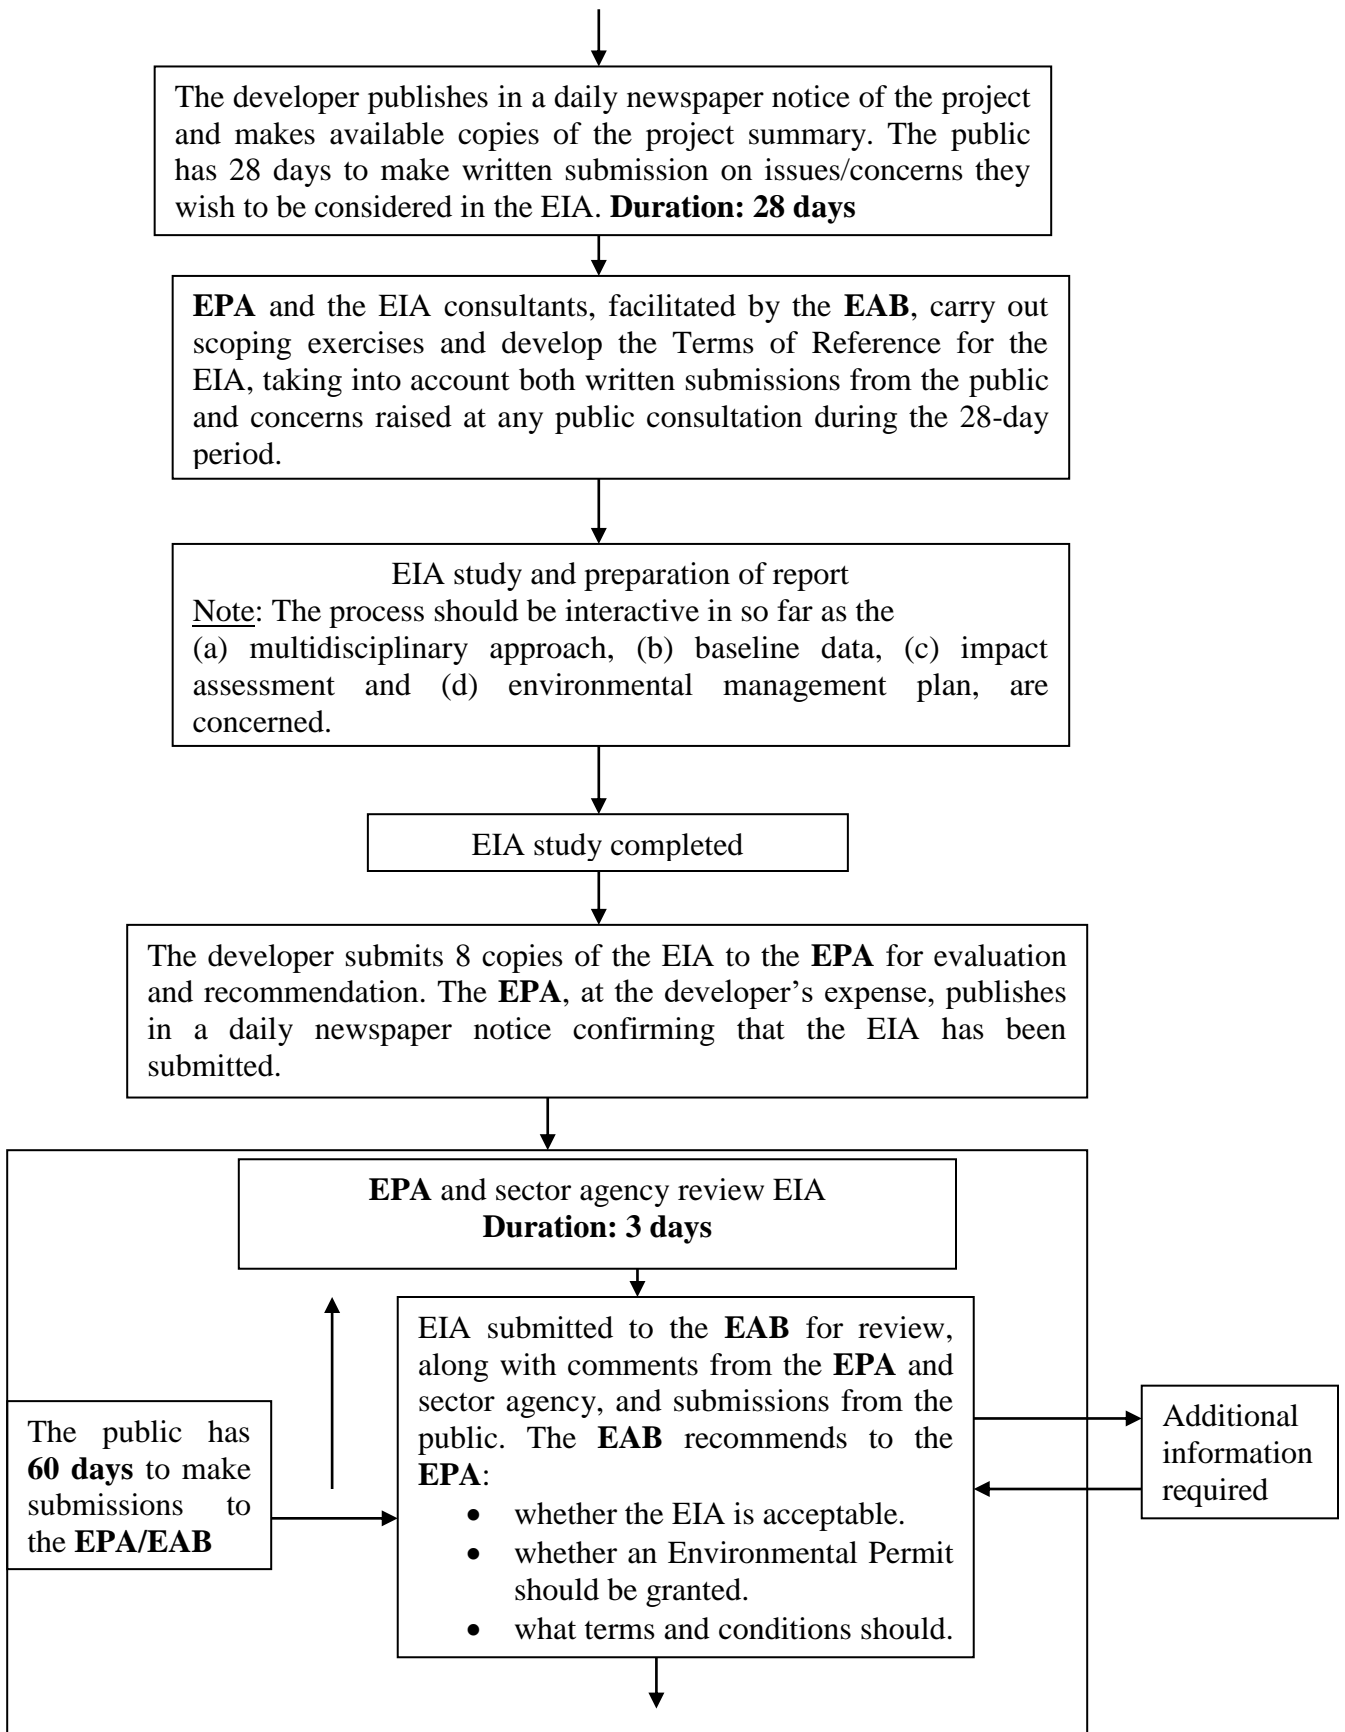 The developer publishes in a daily newspaper notice of the project
and makes available copies of the project summary. The public
has 28 days to make written submission on issues/concerns they
wish to be considered in the EIA. Duration: 28 days
EPA and the EIA consultants, facilitated by the EAB, carry out
scoping exercises and develop the Terms of Reference for the
EIA, taking into account both written submissions from the public
and concerns raised at any public consultation during the 28-day
period.
EIA study and preparation of report
Note: The process should be interactive in so far as the
(a) multidisciplinary approach, (b) baseline data, (c) impact
assessment and (d) environmental management plan, are
concerned.
EIA study completed
The developer submits 8 copies of the EIA to the EPA for evaluation
and recommendation. The EPA, at the developer’s expense, publishes
in a daily newspaper notice confirming that the EIA has been
submitted.
EPA and sector agency review EIA
Duration: 3 days
The public has
60 days to make
submissions to
the EPA/EAB
EIA submitted to the EAB for review,
along with comments from the EPA and
sector agency, and submissions from the
public. The EAB recommends to the
EPA:
• whether the EIA is acceptable.
• whether an Environmental Permit
should be granted.
• what terms and conditions should.
Additional
information
required